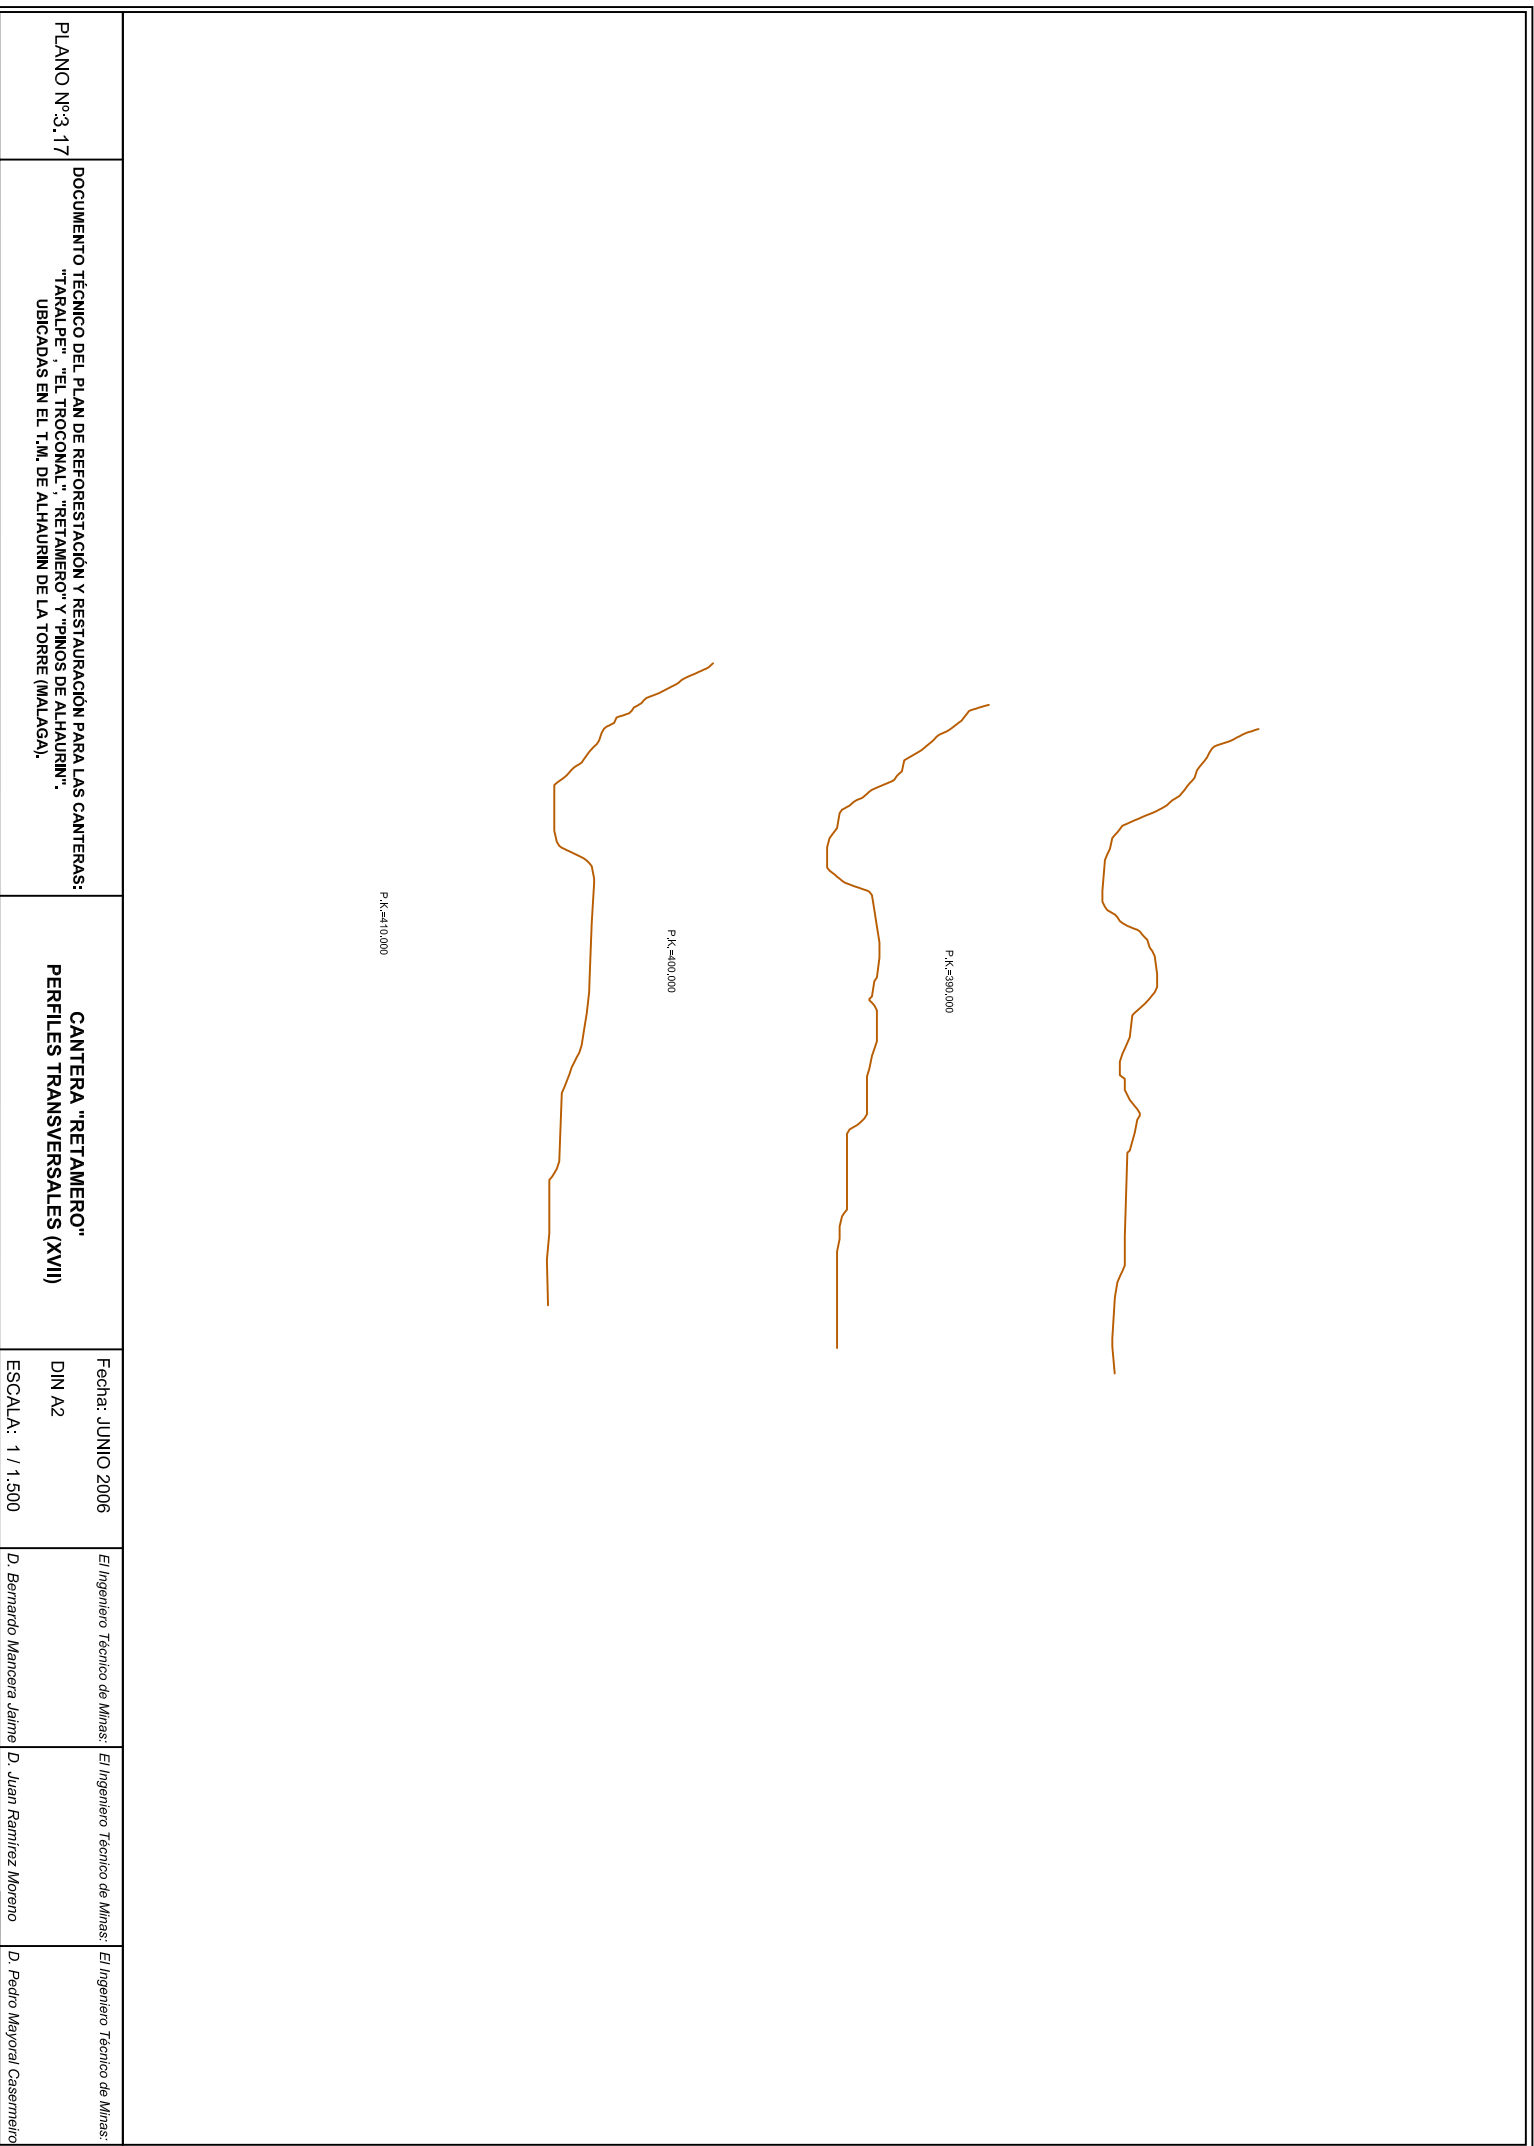 P.K.=390.000
P.K.=400.000
P.K.=410.000
PLANO Nº:3.17
DOCUMENTO TÉCNICO DEL PLAN DE REFORESTACIÓN Y RESTAURACIÓN PARA LAS CANTERAS:
"TARALPE" , "EL TROCONAL", "RETAMERO" Y "PINOS DE ALHAURIN".
UBICADAS EN EL T.M. DE ALHAURIN DE LA TORRE (MALAGA).
CANTERA "RETAMERO"
PERFILES TRANSVERSALES (XVII)
Fecha: JUNIO 2006
DIN A2
ESCALA: 1 / 1.500
El Ingeniero Técnico de Minas:
D. Bernardo Mancera Jaime
El Ingeniero Técnico de Minas:
D. Juan Ramírez Moreno
El Ingeniero Técnico de Minas:
D. Pedro Mayoral Casermeiro